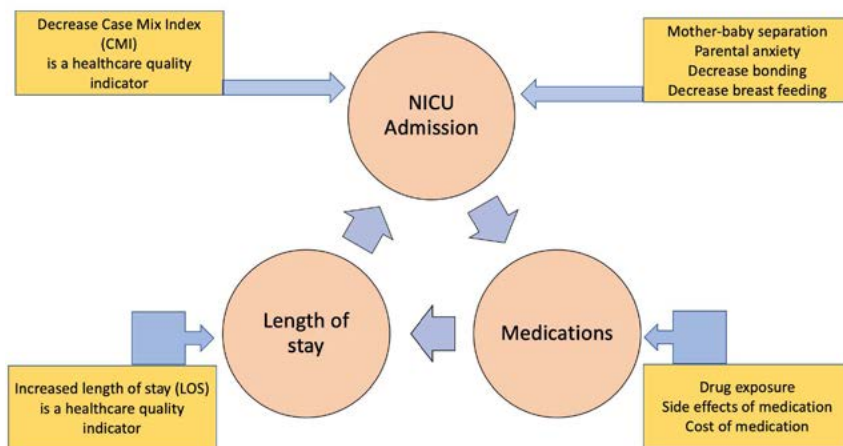 Decrease Case Mix Index
(CMI)
is a healthcare quality
indicator
Mother-baby separation
Parental anxiety
Decrease bonding
Decrease breast feeding
NICU
Admission
Length of
stay
Medications
Increased length of stay (LOS)
is a healthcare quality
indicator
Drug exposure
Side effects of medication
Cost of medication